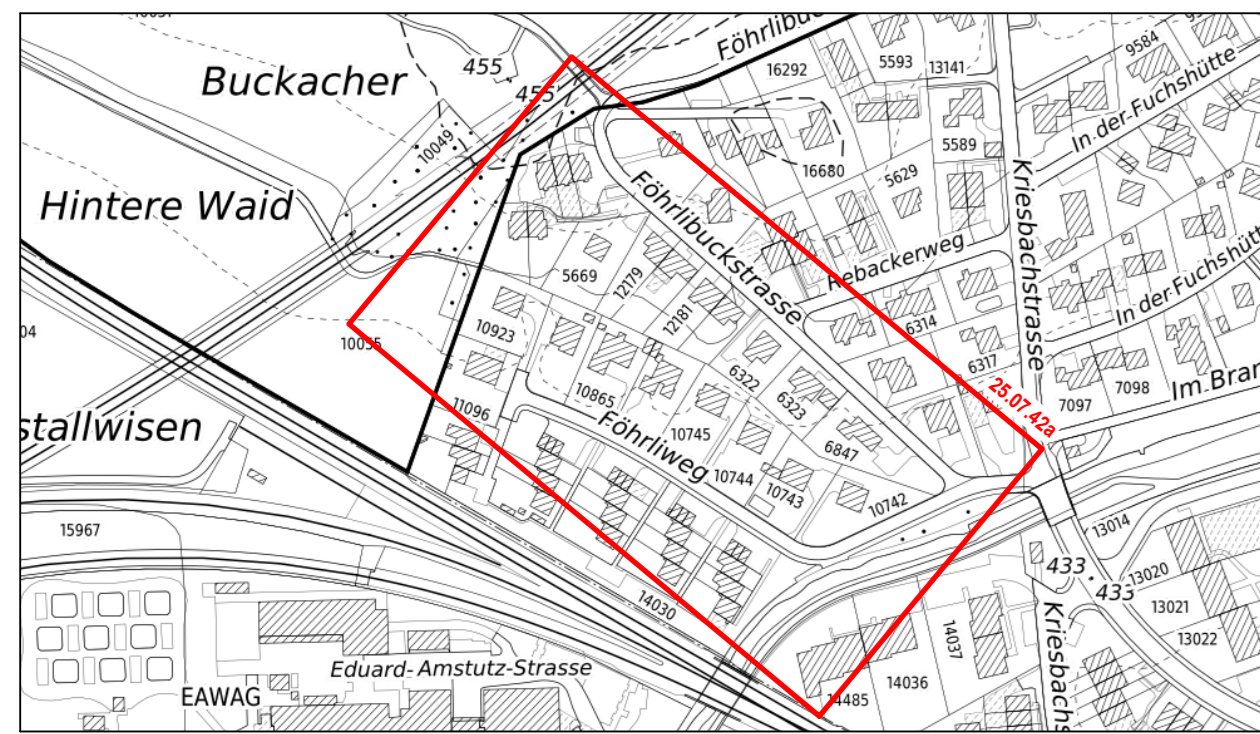 Föhrlibuc
455
Buckacher
16292
5593
13141
9584
455
In der Fuchshütte
10049
5589
16680
5629
Kriesbachstrasse
Hintere Waid
Föhrlibuckstrasse
Rebackerweg
In der Fuchshütte
5669
12179
12181
04
10923
10055
6314
6317
6322
6323
10865
11096
25.07.42a
7097
7098
Im Bran
stallwisen
Föhrliweg
10745
6847
10744
10743
10742
15967
13014
433
433
13020
13021
13022
14030
14037
14036
14485
Kriesbachs
Eduard-Amstutz-Strasse
EAWAG